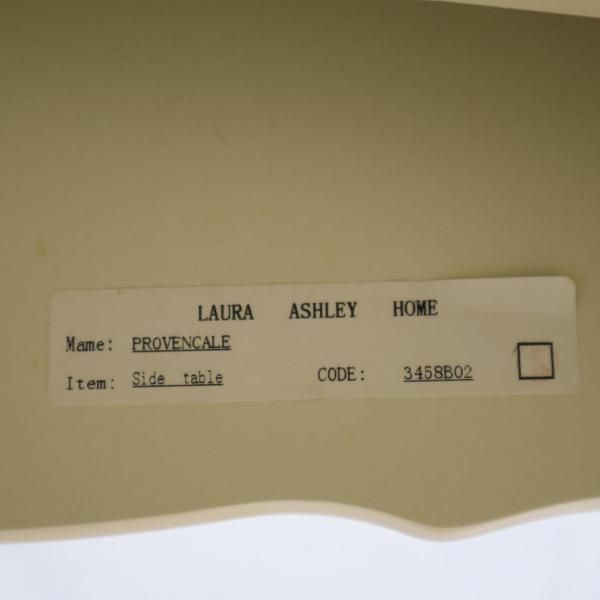 LAURA ASHLEY HOME
Mame: PROVENCALE
Item: Side table CODE: 3458B02